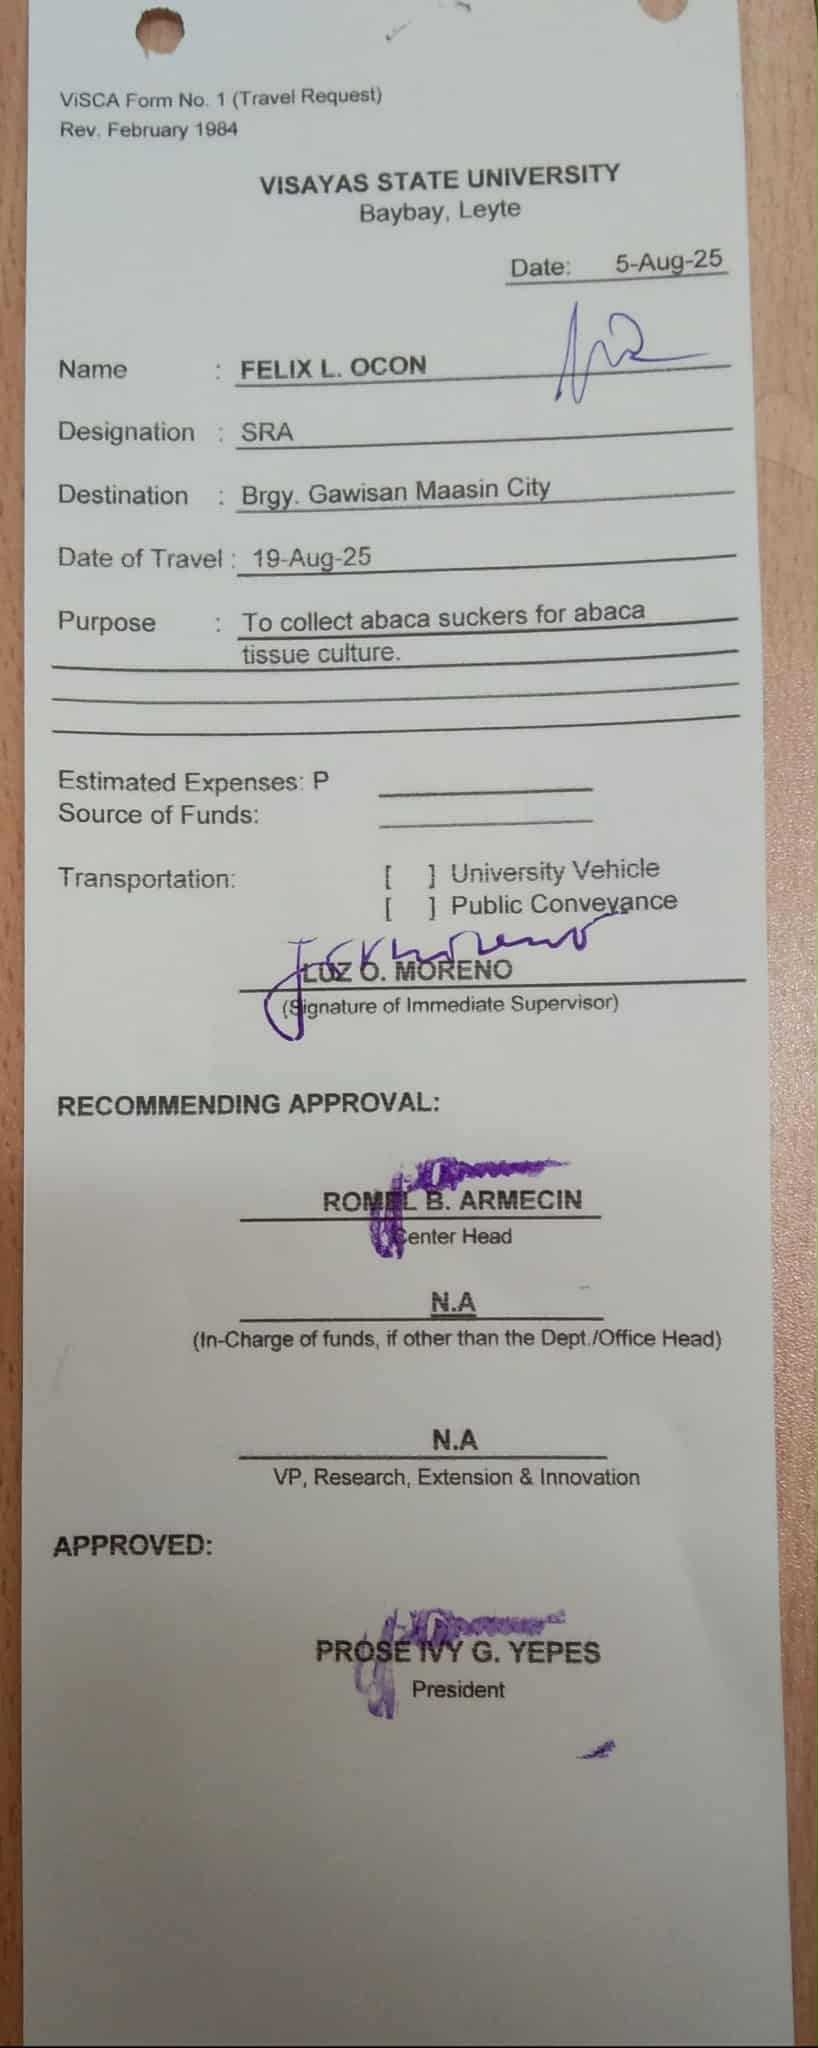 ViSCA Form No. 1 (Travel Request)
Rev. February 1984
VISAYAS STATE UNIVERSITY
Baybay, Leyte
Date: 5-Aug-25
Name : FELIX L. OCON
Designation : SRA
Destination : Brgy. Gawisan Maasin City
Date of Travel : 19-Aug-25
Purpose : To collect abaca suckers for abaca
tissue culture.
Estimated Expenses: P
Source of Funds:
Transportation: [ ] University Vehicle
[ ] Public Conveyance
LUZ O. MORENO
(Signature of Immediate Supervisor)
RECOMMENDING APPROVAL:
ROMEL B. ARMECIN
Center Head
N.A
(In-Charge of funds, if other than the Dept./Office Head)
N.A
VP, Research, Extension & Innovation
APPROVED:
PROSE IVY G. YEPES
President